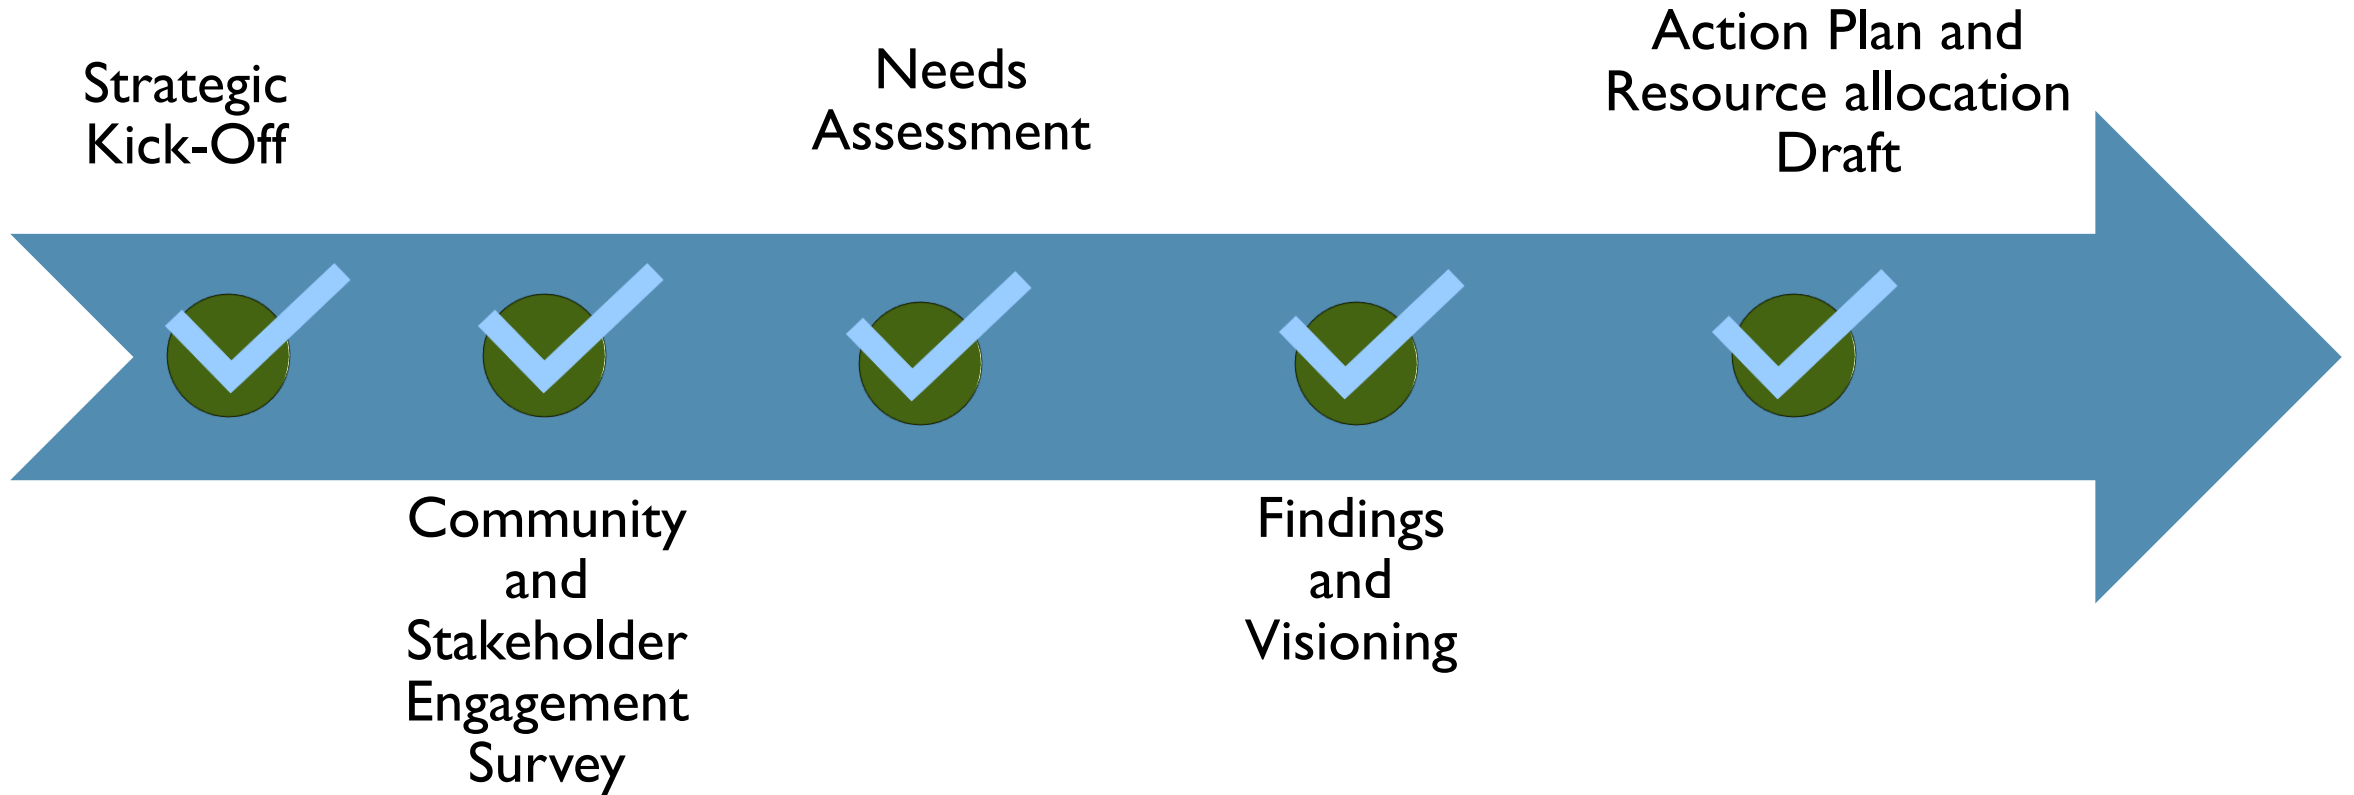 Strategic
Kick-Off
Community
and
Stakeholder
Engagement
Survey
Needs
Assessment
Findings
and
Visioning
Action Plan and
Resource allocation
Draft